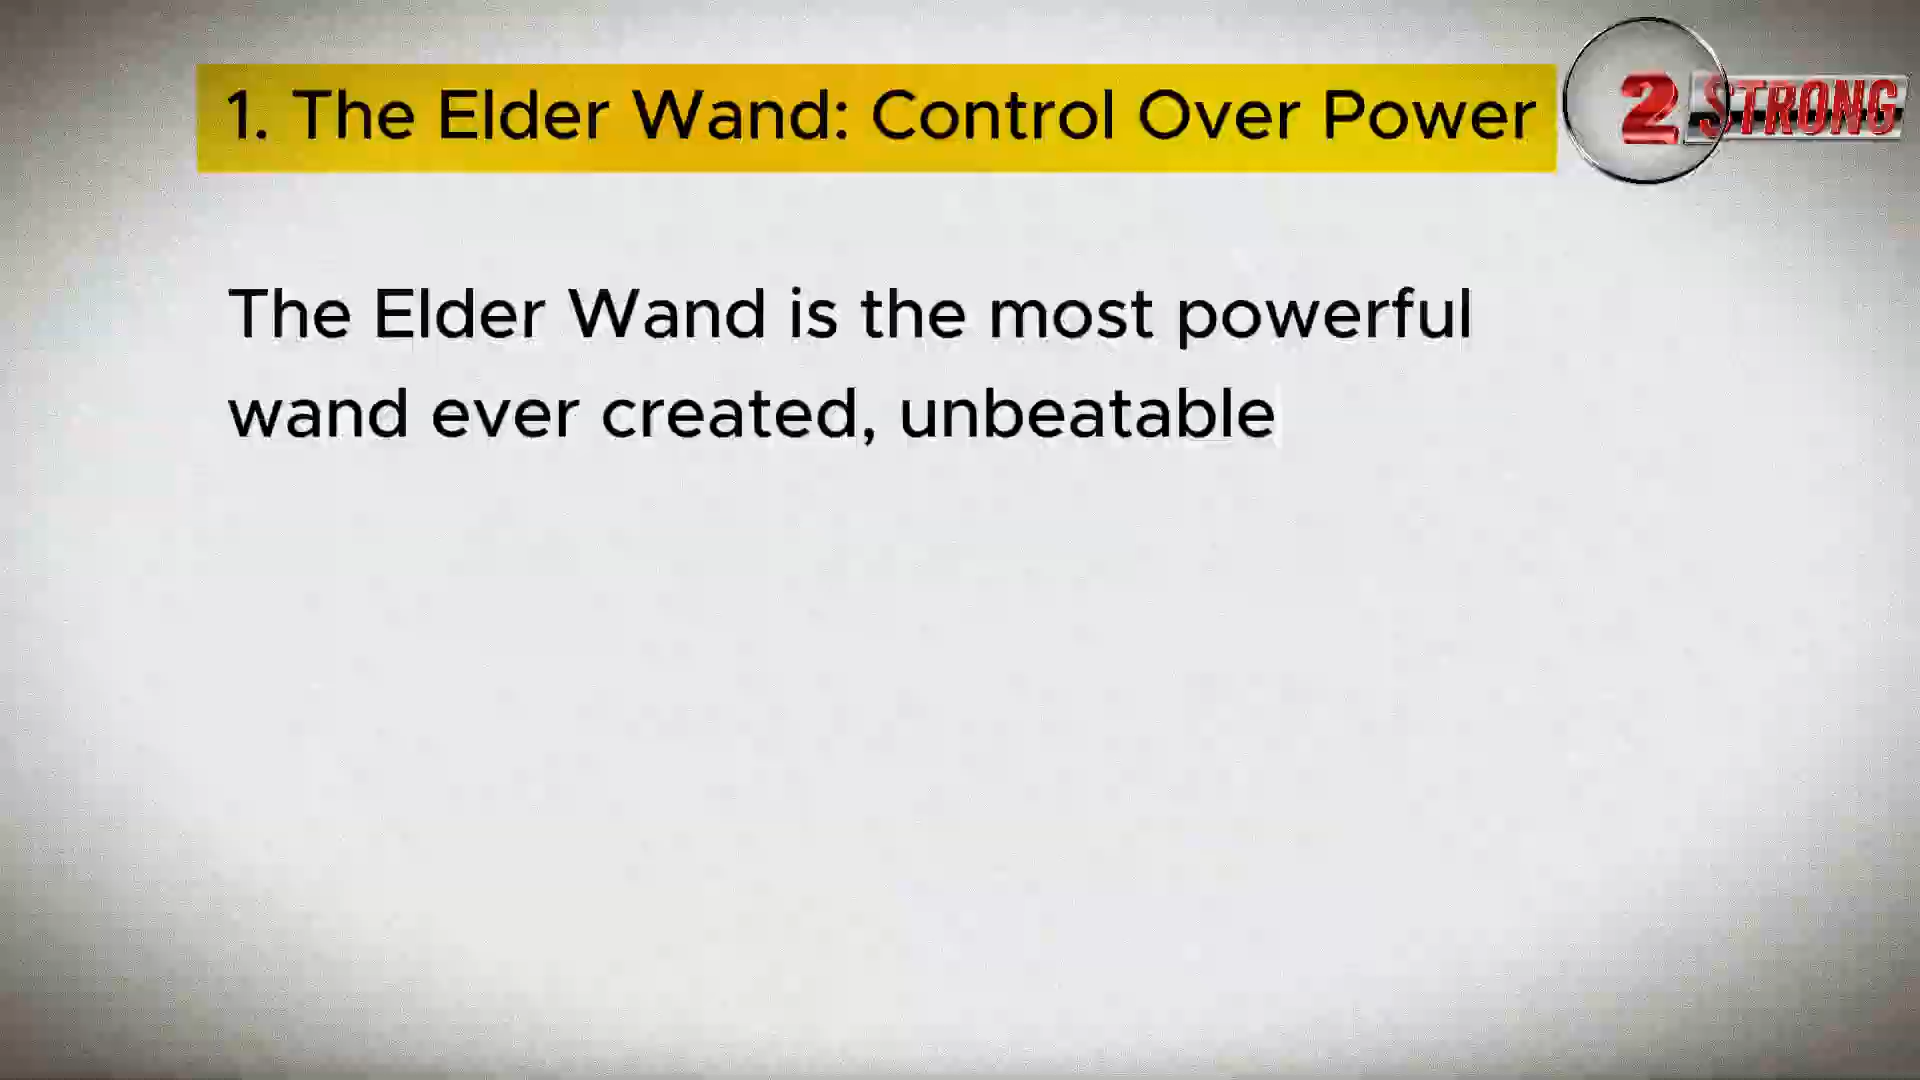 1. The Elder Wand: Control Over Power
2 STRONG
The Elder Wand is the most powerful
wand ever created, unbeatable